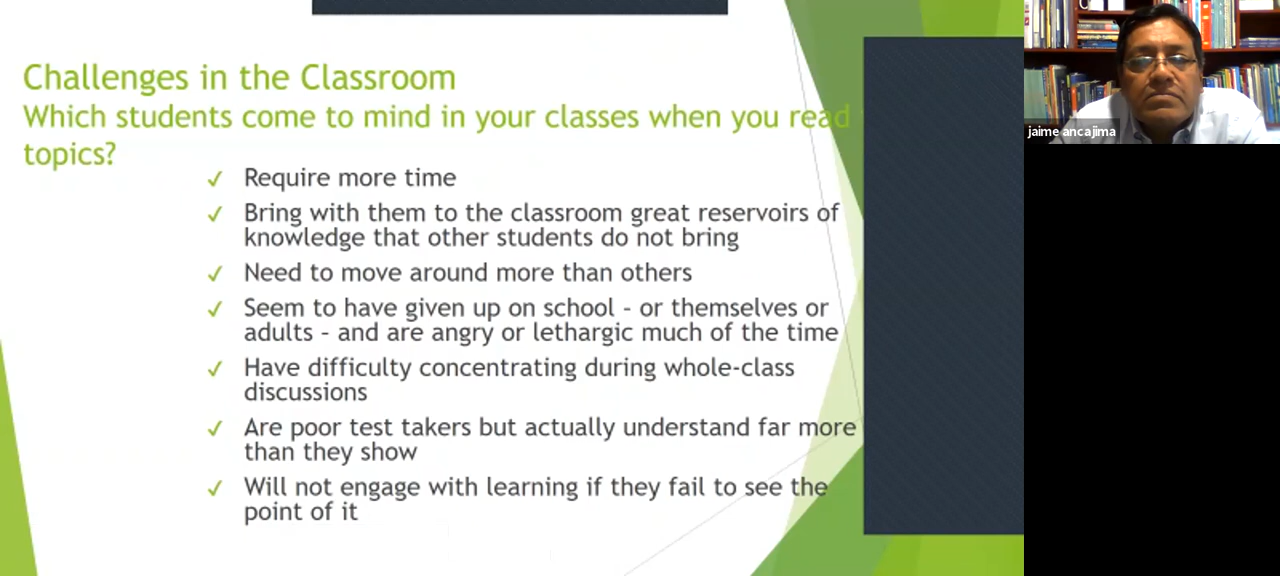 Challenges in the Classroom
Which students come to mind in your classes when you read
topics?
✓ Require more time
✓ Bring with them to the classroom great reservoirs of
knowledge that other students do not bring
✓ Need to move around more than others
✓ Seem to have given up on school – or themselves or
adults – and are angry or lethargic much of the time
✓ Have difficulty concentrating during whole-class
discussions
✓ Are poor test takers but actually understand far more
than they show
✓ Will not engage with learning if they fail to see the
point of it
jaime ancajima